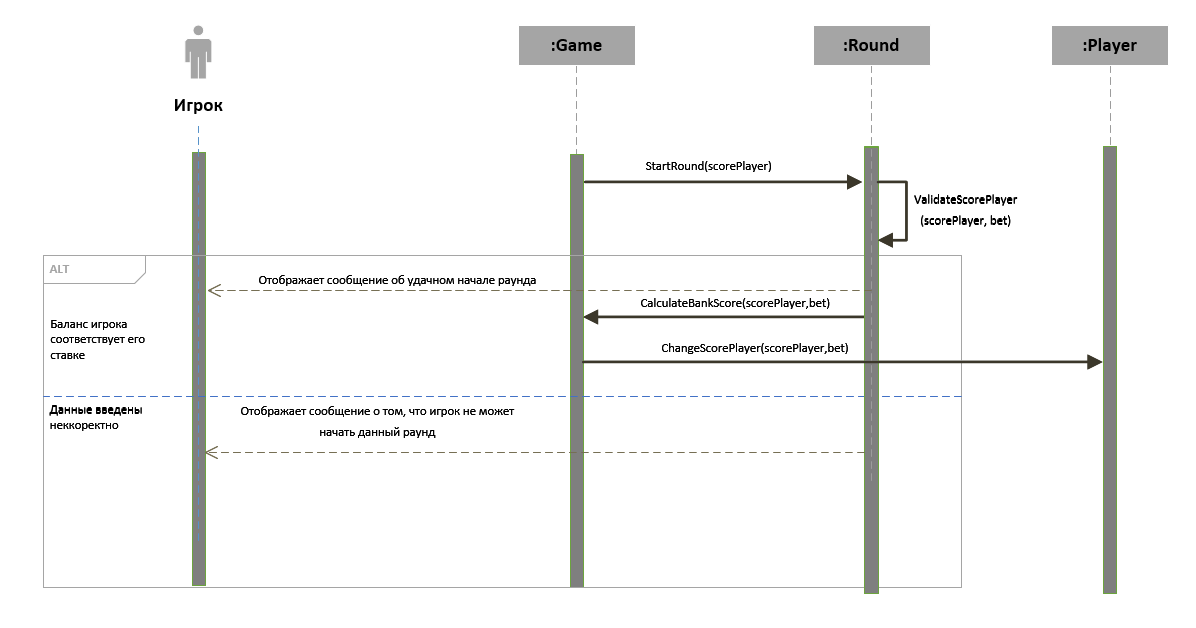 :Game
:Round
:Player
Игрок
StartRound(scorePlayer)
ValidateScorePlayer
(scorePlayer, bet)
ALT
Отображает сообщение об удачном начале раунда
CalculateBankScore(scorePlayer,bet)
Баланс игрока
соответствует его
ставке
ChangeScorePlayer(scorePlayer,bet)
Данные введены
неккоректно
Отображает сообщение о том, что игрок не может
начать данный раунд